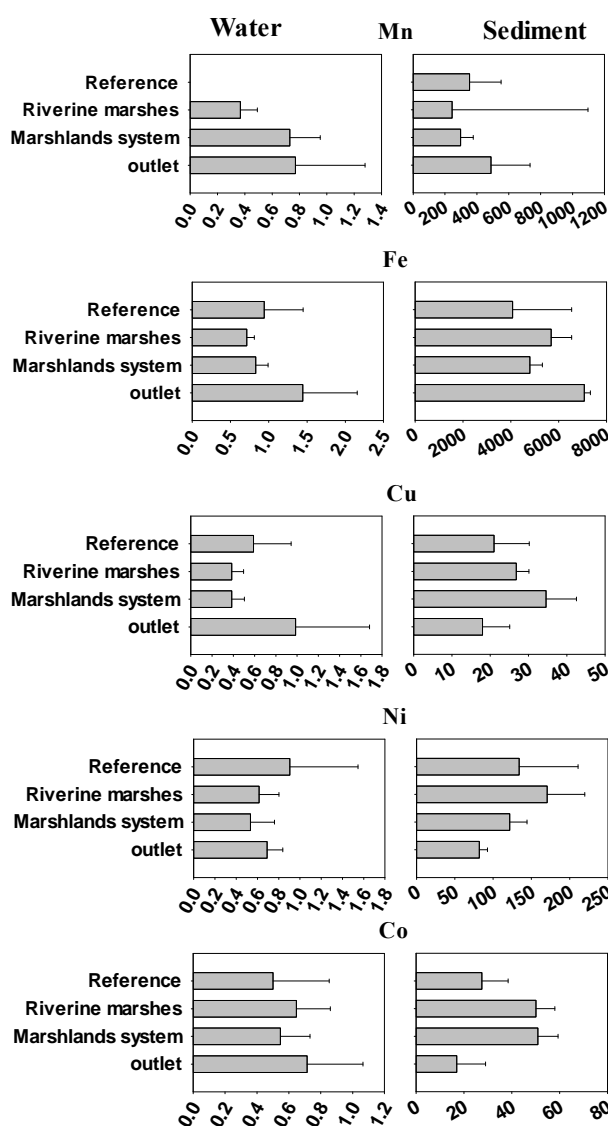 Water Mn Sediment
Reference
Riverine marshes
Marshlands system
outlet
0.0 0.2 0.4 0.6 0.8 1.0 1.2 1.4 0 200 400 600 800 1000 1200
Fe
Reference
Riverine marshes
Marshlands system
outlet
0.0 0.5 1.0 1.5 2.0 2.5 0 2000 4000 6000 8000
Cu
Reference
Riverine marshes
Marshlands system
outlet
0.0 0.2 0.4 0.6 0.8 1.0 1.2 1.4 1.6 1.8 0 10 20 30 40 50
Ni
Reference
Riverine marshes
Marshlands system
outlet
0.0 0.2 0.4 0.6 0.8 1.0 1.2 1.4 1.6 1.8 0 50 100 150 200 250
Co
Reference
Riverine marshes
Marshlands system
outlet
0.0 0.2 0.4 0.6 0.8 1.0 1.2 0 20 40 60 80